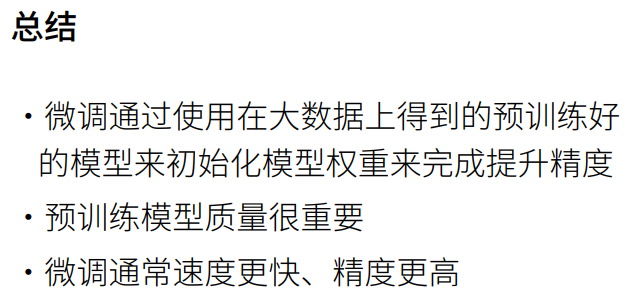 总结
• 微调通过使用在大数据上得到的预训练好
的模型来初始化模型权重来完成提升精度
• 预训练模型质量很重要
• 微调通常速度更快、精度更高